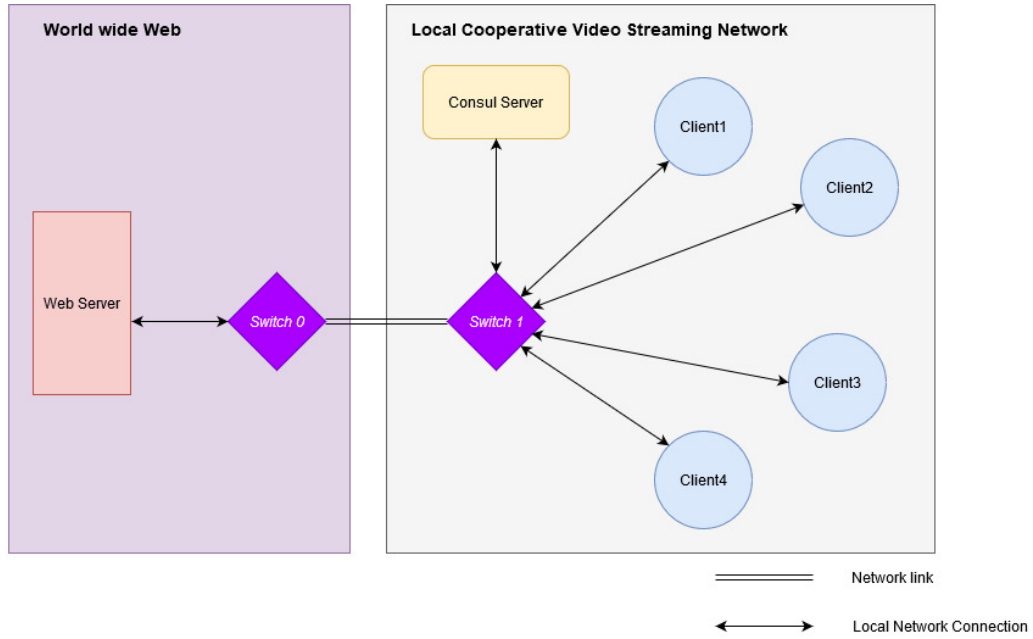 World wide Web
Local Cooperative Video Streaming Network
Consul Server
Client1
Client2
Web Server
Switch 0
Switch 1
Client3
Client4
Network link
Local Network Connection